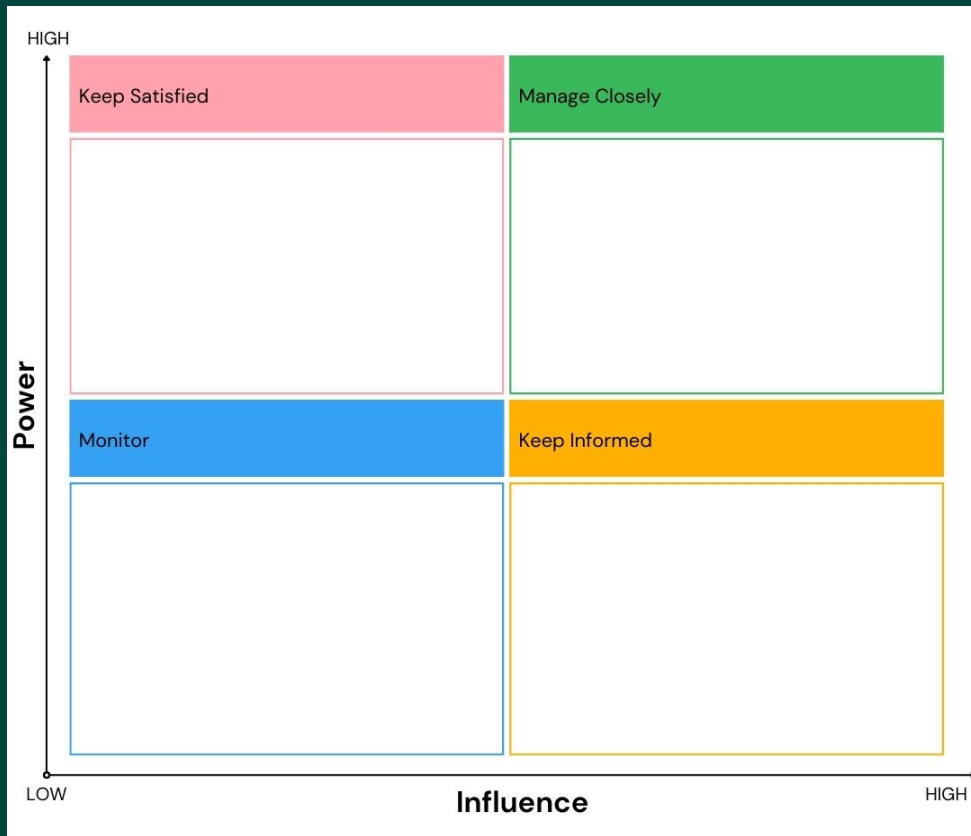 HIGH
Keep Satisfied
Manage Closely
Power
Monitor
Keep Informed
LOW
Influence
HIGH